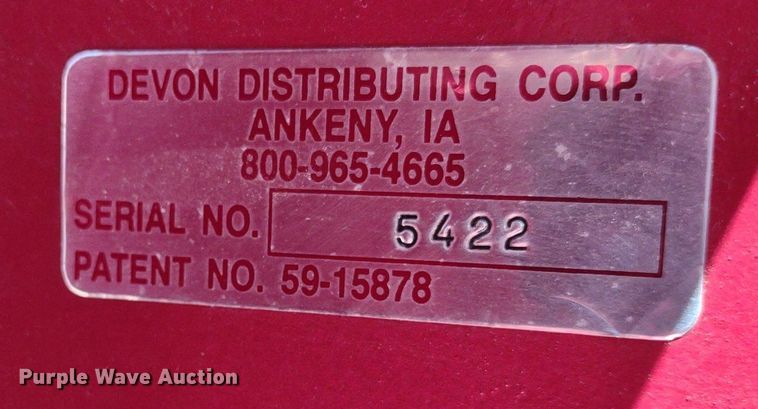 DEVON DISTRIBUTING CORP.
ANKENY, IA
800-965-4665
SERIAL NO. 5422
PATENT NO. 59-15878
Purple Wave Auction